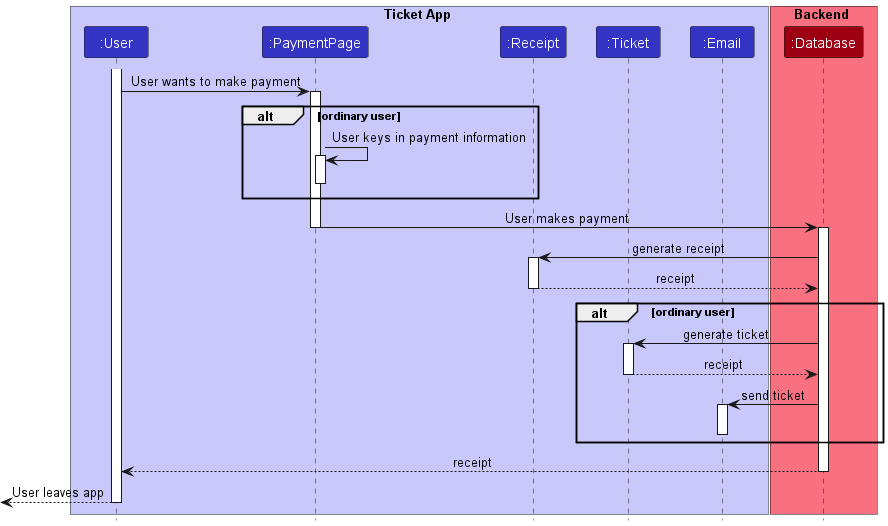 Ticket App
Backend
:User
:PaymentPage
:Receipt
:Ticket
:Email
:Database
User wants to make payment
alt
[ordinary user]
User keys in payment information
User makes payment
generate receipt
receipt
alt
[ordinary user]
generate ticket
receipt
send ticket
receipt
User leaves app